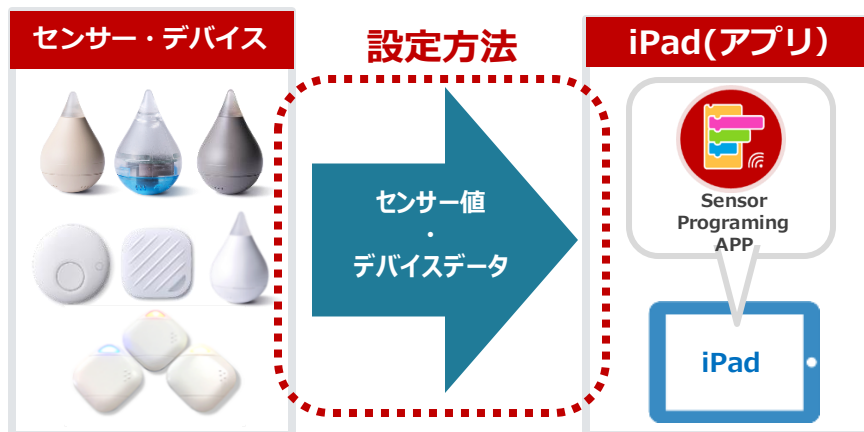 センサー・デバイス
設定方法
iPad(アプリ）
センサー値
・
デバイスデータ
Sensor
Programing
APP
iPad